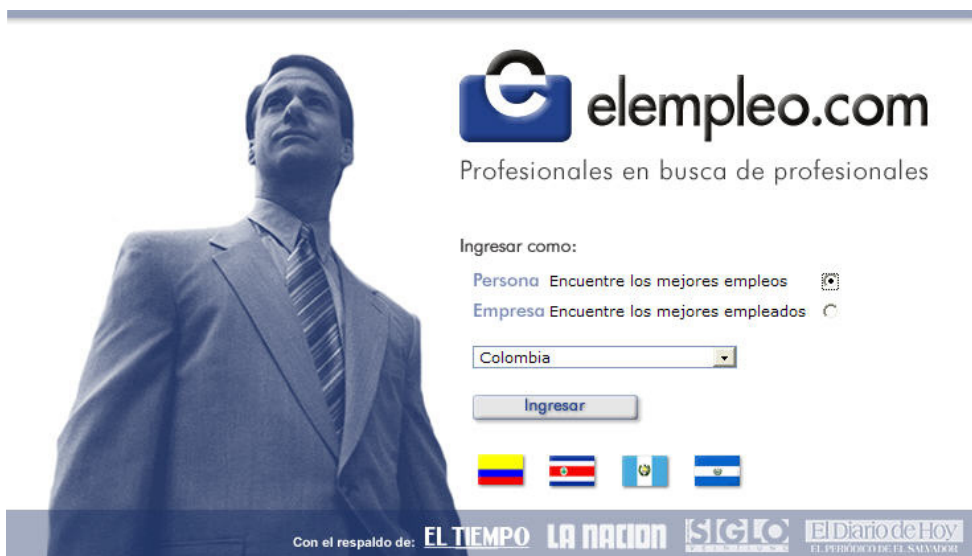 e elempleo.com
Profesionales en busca de profesionales
Ingresar como:
Persona Encuentre los mejores empleos
Empresa Encuentre los mejores empleados
Colombia
Ingresar
Con el respaldo de: EL TIEMPO LA NACION SIGLO El Diario de Hoy
VEINTIUNO EL PERIÓDICO DE EL SALVADOR